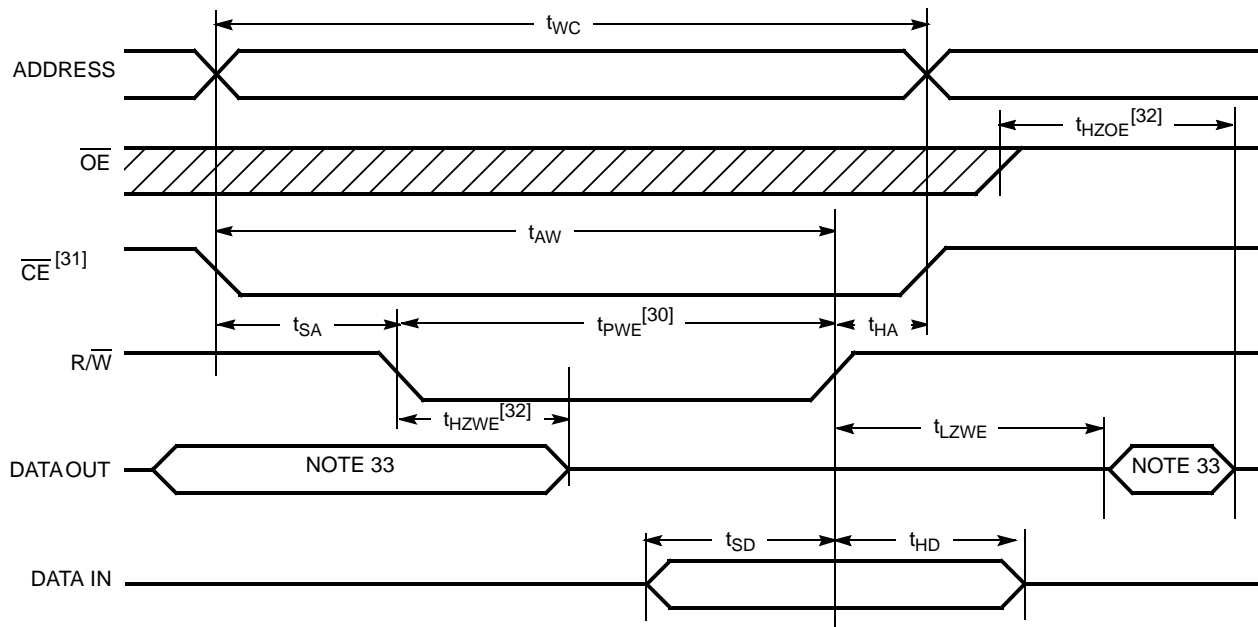 tWC
ADDRESS
tHZOE[32]
OE
tAW
CE[31]
tSA
tPWE[30]
tHA
R/W
tHZWE[32]
tLZWE
DATA OUT
NOTE 33
NOTE 33
tSD
tHD
DATA IN